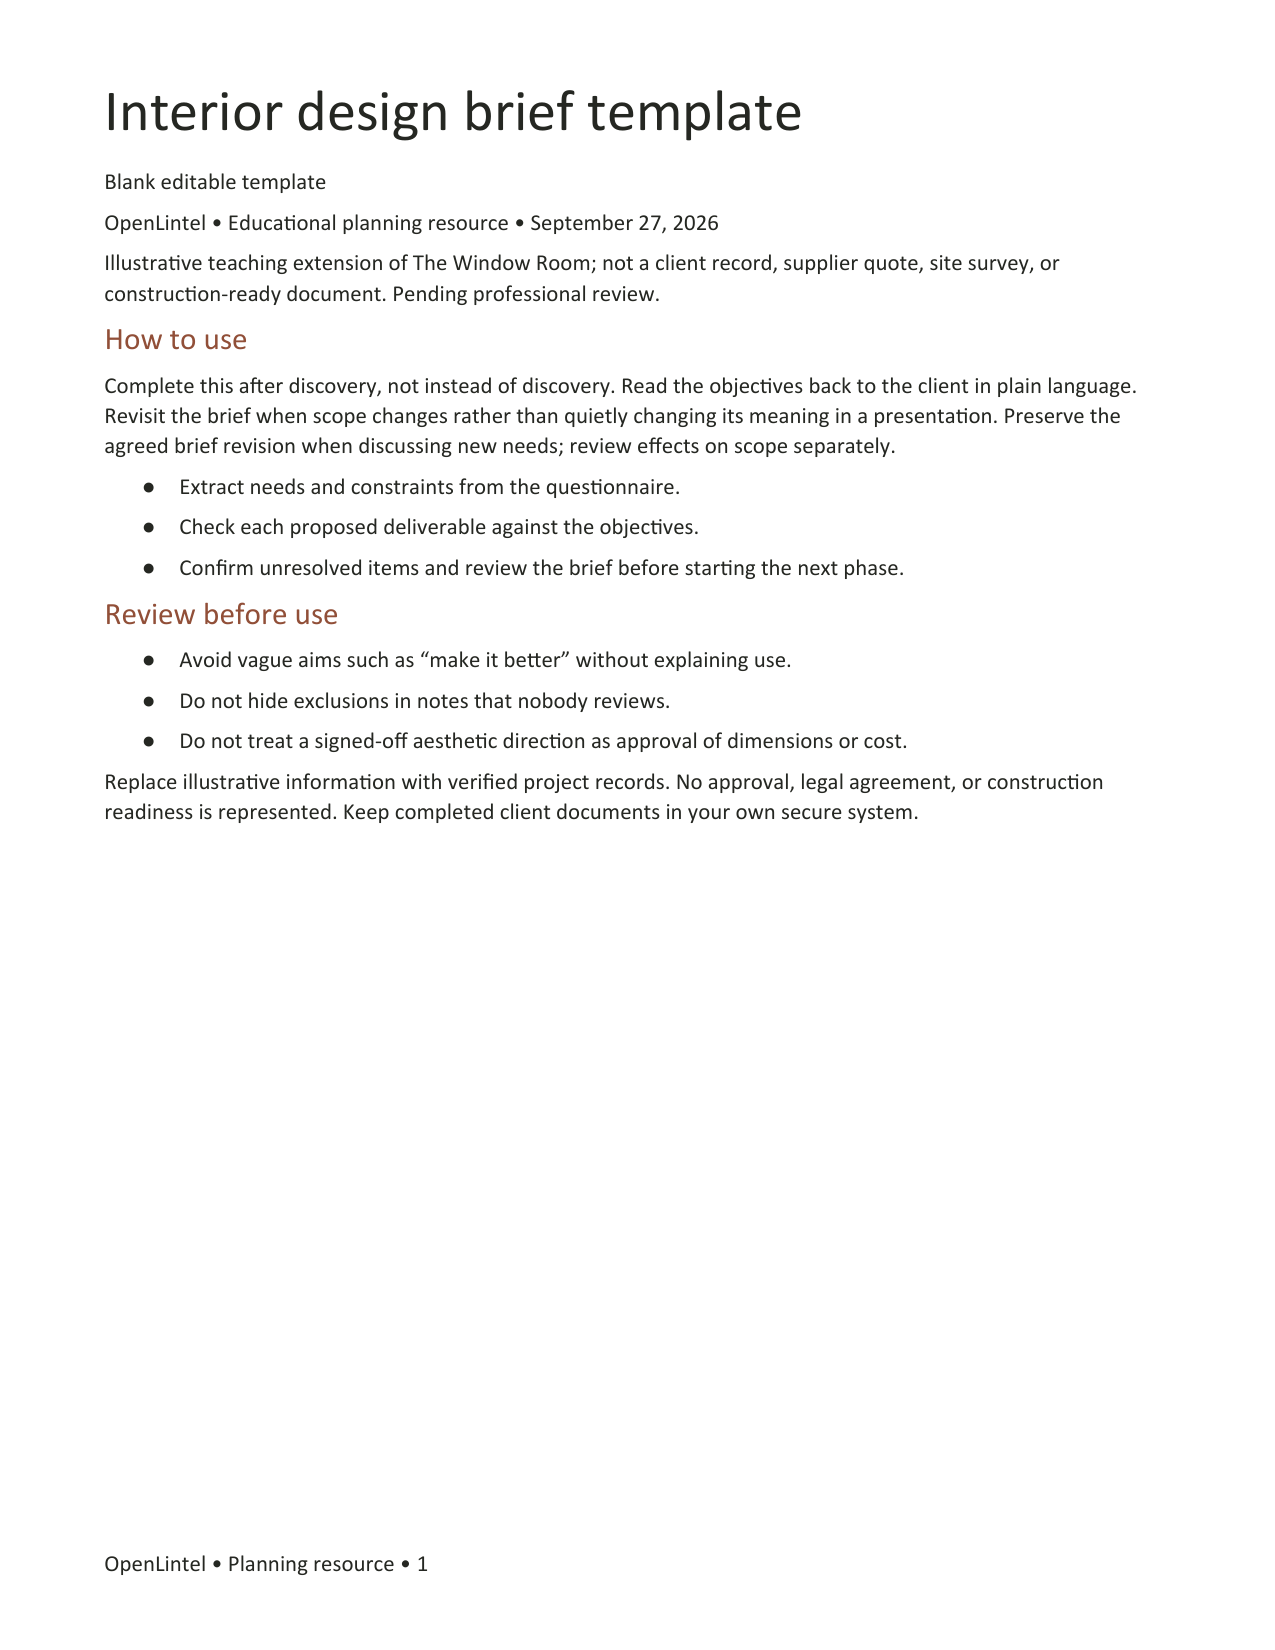 Interior design brief template
Blank editable template
OpenLintel • Educational planning resource • September 27, 2026
Illustrative teaching extension of The Window Room; not a client record, supplier quote, site survey, or
construction-ready document. Pending professional review.
How to use
Complete this after discovery, not instead of discovery. Read the objectives back to the client in plain language.
Revisit the brief when scope changes rather than quietly changing its meaning in a presentation. Preserve the
agreed brief revision when discussing new needs; review effects on scope separately.
● Extract needs and constraints from the questionnaire.
● Check each proposed deliverable against the objectives.
● Confirm unresolved items and review the brief before starting the next phase.
Review before use
● Avoid vague aims such as “make it better” without explaining use.
● Do not hide exclusions in notes that nobody reviews.
● Do not treat a signed-off aesthetic direction as approval of dimensions or cost.
Replace illustrative information with verified project records. No approval, legal agreement, or construction
readiness is represented. Keep completed client documents in your own secure system.
OpenLintel • Planning resource • 1